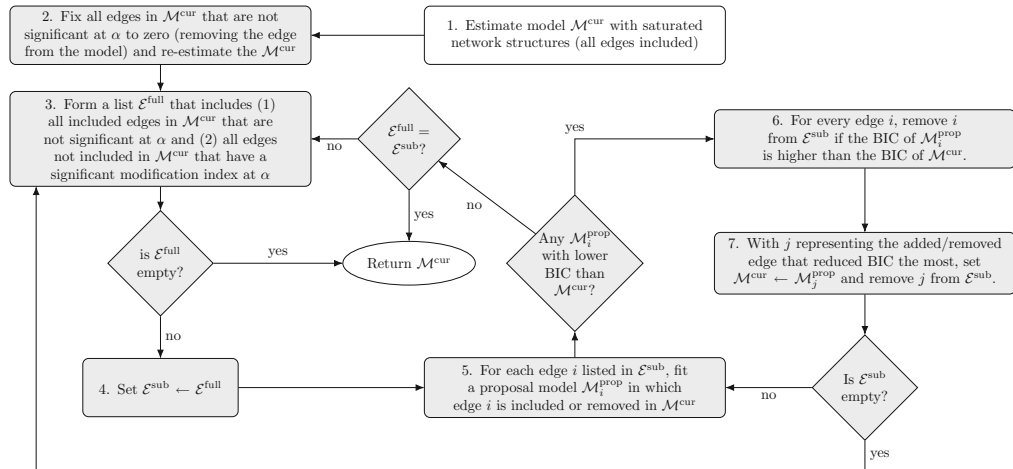 2. Fix all edges in ℳ^cur that are not
significant at α to zero (removing the edge
from the model) and re-estimate the ℳ^cur
1. Estimate model ℳ^cur with saturated
network structures (all edges included)
3. Form a list ℰ^full that includes (1)
all included edges in ℳ^cur that are
not significant at α and (2) all edges
not included in ℳ^cur that have a
significant modification index at α
no
ℰ^full =
ℰ^sub?
yes
no
yes
6. For every edge i, remove i
from ℰ^sub if the BIC of ℳ_i^prop
is higher than the BIC of ℳ^cur.
is ℰ^full
empty?
yes
Return ℳ^cur
Any ℳ_i^prop
with lower
BIC than
ℳ^cur?
7. With j representing the added/removed
edge that reduced BIC the most, set
ℳ^cur ← ℳ_j^prop and remove j from ℰ^sub.
no
4. Set ℰ^sub ← ℰ^full
5. For each edge i listed in ℰ^sub, fit
a proposal model ℳ_i^prop in which
edge i is included or removed in ℳ^cur
no
Is ℰ^sub
empty?
yes